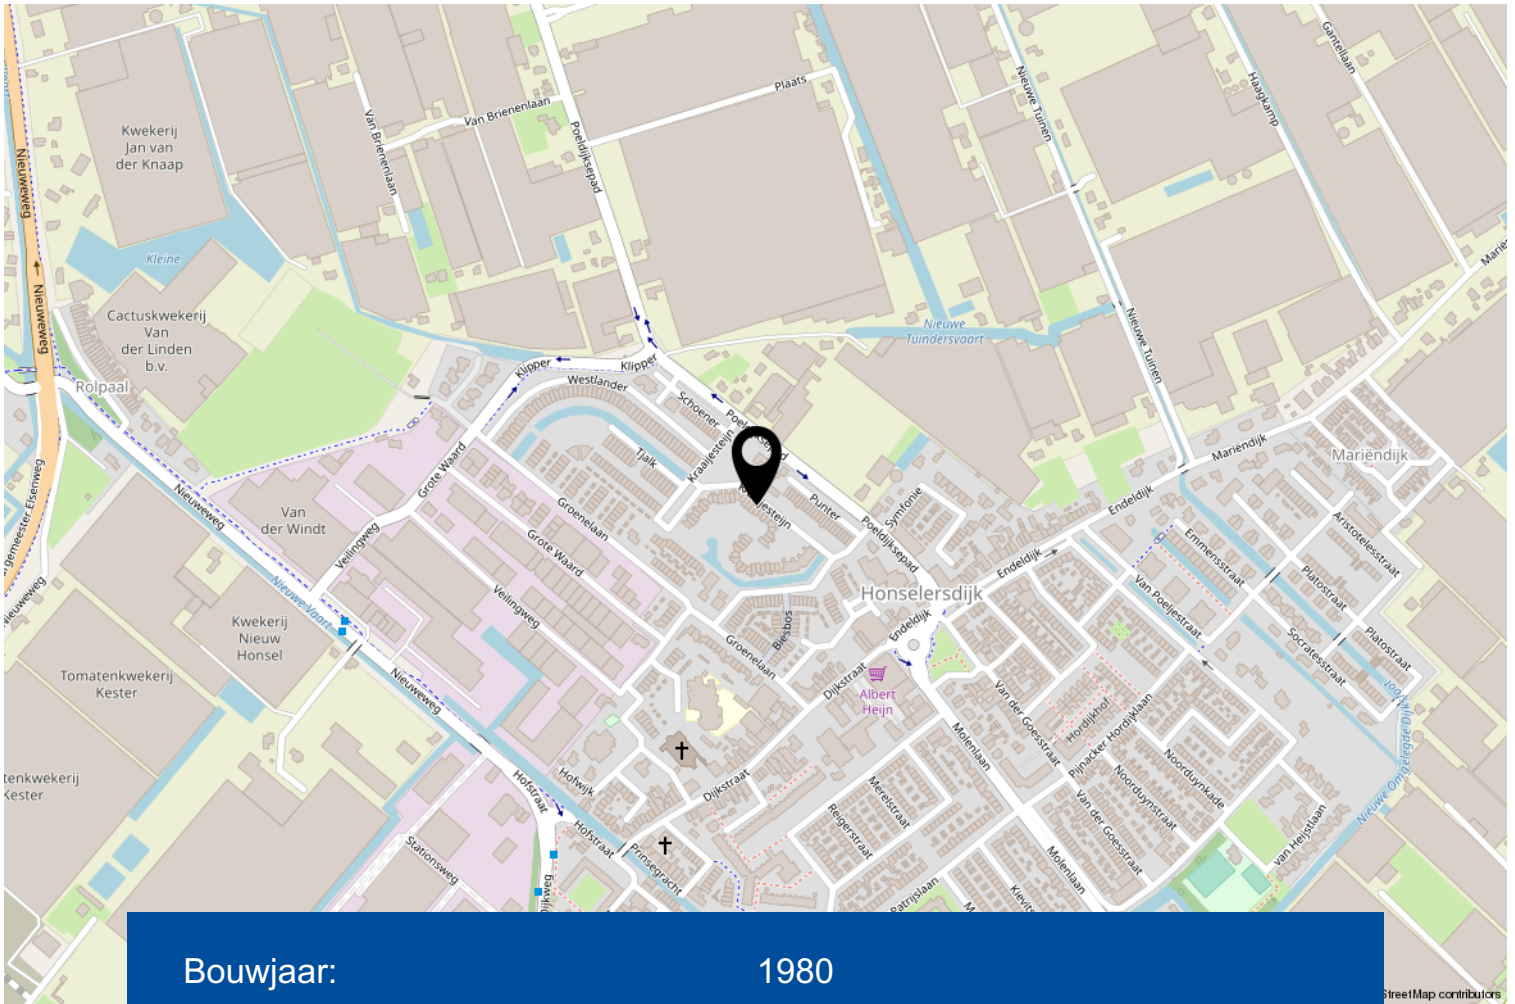 Gantellaan
Nieuwe Tuinen
Haagkamp
Plaats
Van Brienenlaan
Van Brienenlaan
Poeldijksepad
Kwekerij
Jan van
der Knaap
Nieuweweg
Kleine
Nieuweweg
Cactuskwekerij
Van
der Linden
b.v.
Nieuwe
Tuindersvaart
Nieuwe Tuinen
Klipper
Klipper
Westlander
Rolpaal
Schoener
Kraaijesteijn
Tjalk
Mariëndijk
Mariëndijk
Grote Waard
Nieuweweg
Van
der Windt
Groenelaan
Punter
Symfonie
Endeldijk
Poeldijksepad
Veilingweg
Grote Waard
Endeldijk
Emmensstraat
Aristotelesstraat
Platostraat
Van Poeljestraat
Honselersdijk
Endeldijk
Nieuwe Vaart
Veilingweg
Kwekerij
Nieuw
Honsel
Biesbos
Groenelaan
Socratesstraat
Platostraat
Tomatenkwekerij
Kester
Nieuweweg
Dijkstraat
Albert
Heijn
Van der Goesstraat
Hordijkhof
Pijnacker Hordijklaan
Molenlaan
Noorduynkade
Noorduynstraat
Nieuwe Omgelegde Dijk
Hofstraat
Hofwijk
Dijkstraat
Merelstraat
Reigerstraat
Van der Goesstraat
van Heijstlaan
Hofstraat
Prinsegracht
Stationsweg
Molenlaan
Bouwjaar: 1980